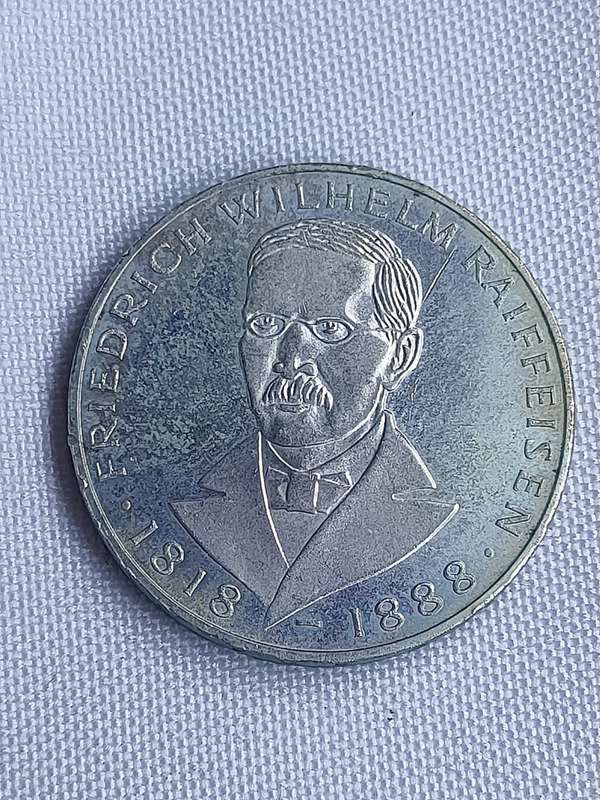 FRIEDRICH WILHELM RAIFFEISEN
· 1818 - 1888 ·